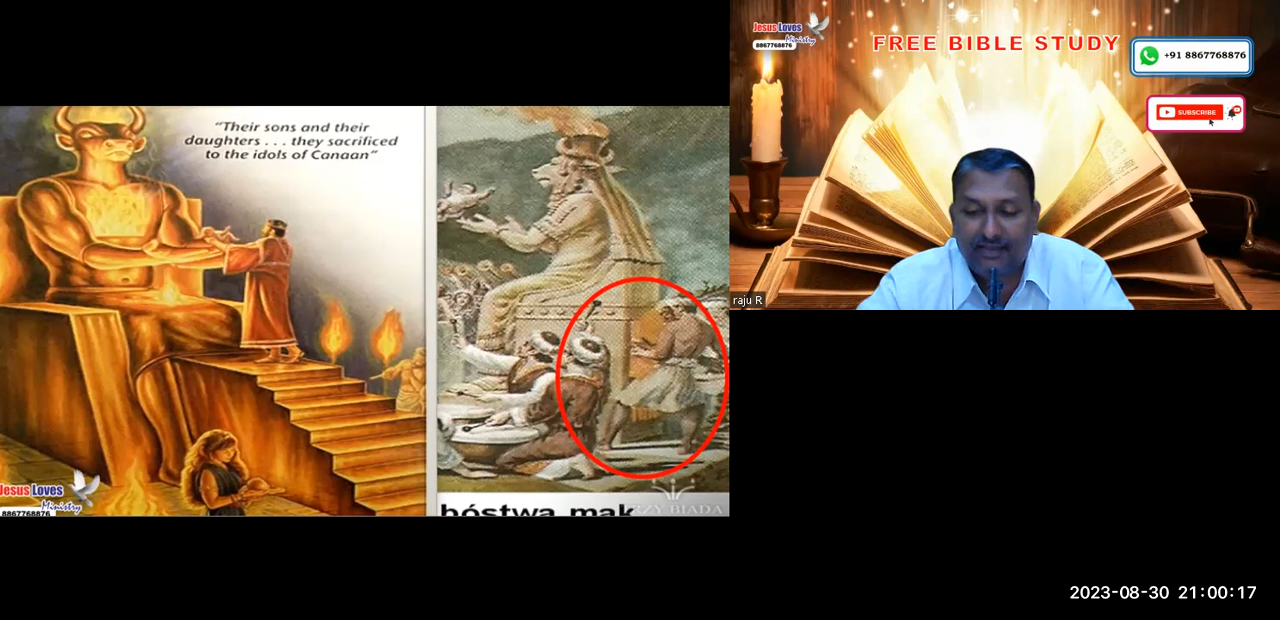 "Their sons and their
daughters . . . they sacrificed
to the idols of Canaan"
Jesus Loves
Ministry
8867768876
bóstwa mak
Jesus Loves
Ministry
8867768876
FREE BIBLE STUDY
+91 8867768876
SUBSCRIBE
raju R
2023-08-30 21:00:17